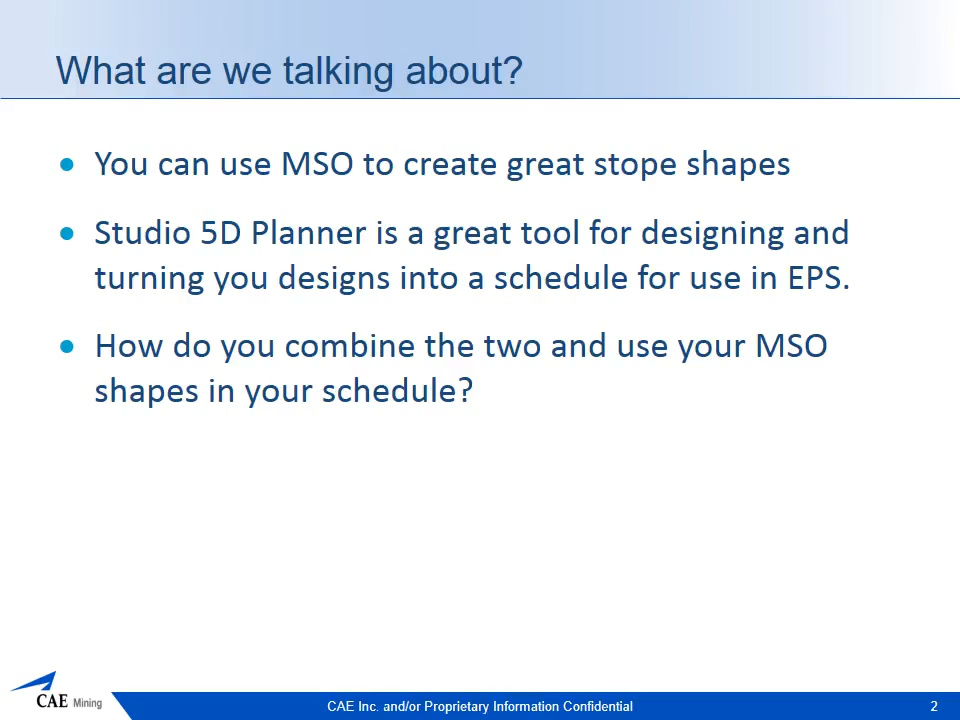 What are we talking about?
• You can use MSO to create great stope shapes
• Studio 5D Planner is a great tool for designing and
turning you designs into a schedule for use in EPS.
• How do you combine the two and use your MSO
shapes in your schedule?
CAE Mining
CAE Inc. and/or Proprietary Information Confidential
2